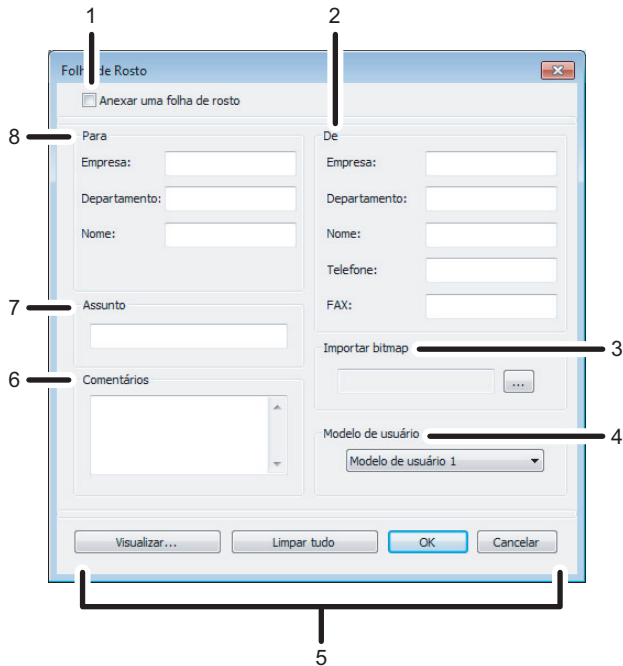 1
2
Folha de Rosto
Anexar uma folha de rosto
8
Para
Empresa:
Departamento:
Nome:
De
Empresa:
Departamento:
Nome:
Telefone:
FAX:
7
Assunto
Importar bitmap
3
...
6
Comentários
Modelo de usuário
4
Modelo de usuário 1
Visualizar...
Limpar tudo
OK
Cancelar
5